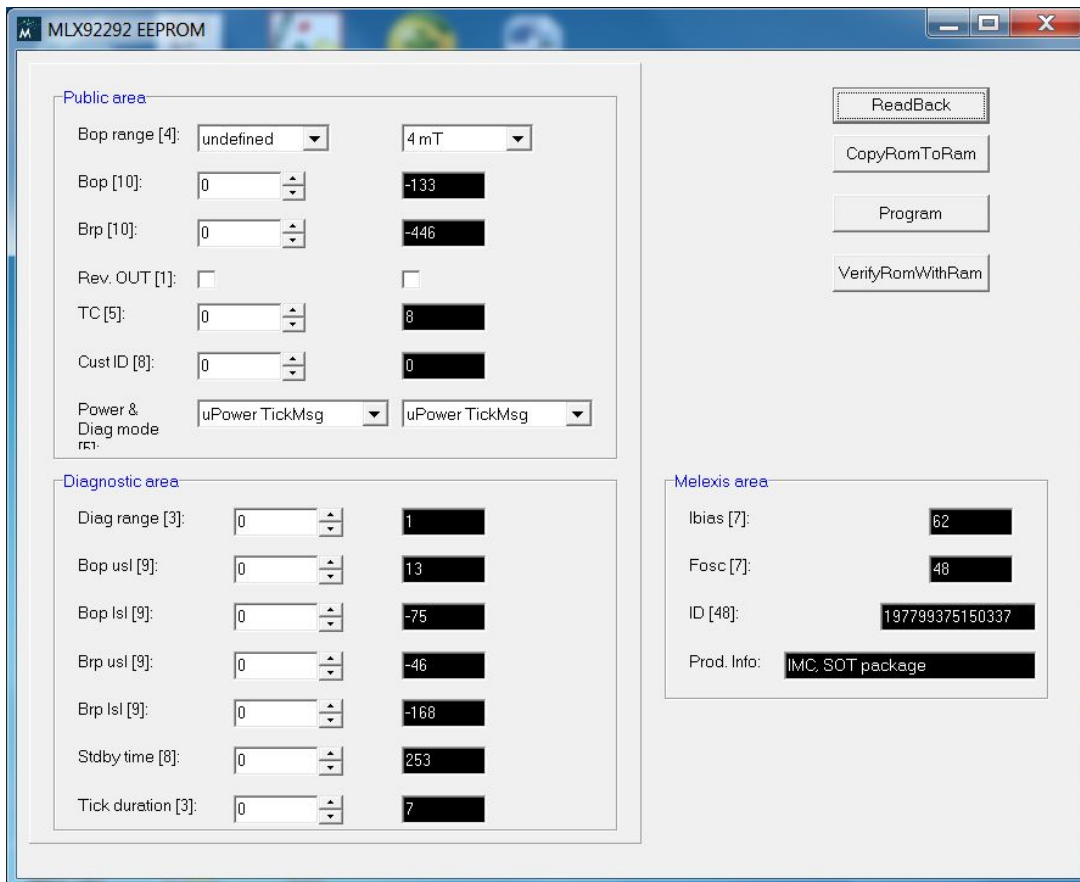 MLX92292 EEPROM
Public area
Bop range [4]: undefined 4 mT
Bop [10]: 0 -133
Brp [10]: 0 -446
Rev. OUT [1]:
TC [5]: 0 8
Cust ID [8]: 0 0
Power &
Diag mode uPower TickMsg uPower TickMsg
[5]:
ReadBack
CopyRomToRam
Program
VerifyRomWithRam
Diagnostic area
Diag range [3]: 0 1
Bop usl [9]: 0 13
Bop lsl [9]: 0 -75
Brp usl [9]: 0 -46
Brp lsl [9]: 0 -168
Stdby time [8]: 0 253
Tick duration [3]: 0 7
Melexis area
Ibias [7]: 62
Fosc [7]: 48
ID [48]: 197799375150337
Prod. Info: IMC, SOT package